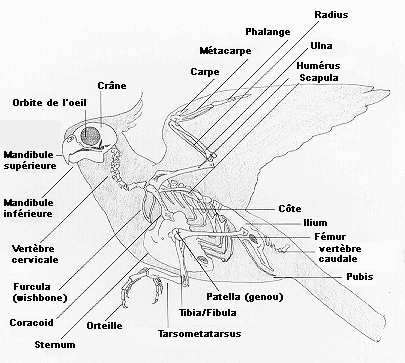 Radius
Phalange
Ulna
Métacarpe
Humérus
Carpe
Scapula
Crâne
Orbite de l'oeil
Mandibule
supérieure
Mandibule
inférieure
Côte
Ilium
Fémur
Vertèbre
cervicale
vertèbre
caudale
Pubis
Furcula
(wishbone)
Patella (genou)
Tibia/Fibula
Coracoid
Orteille
Tarsometatarsus
Sternum